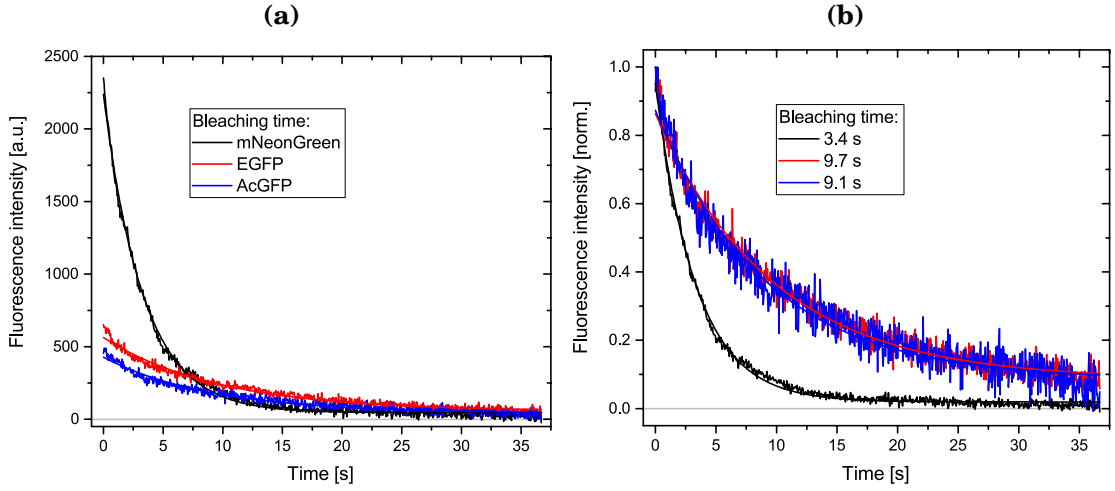 (a)
Fluorescence intensity [a.u.]
2500
2000
1500
1000
500
0
Bleaching time:
mNeonGreen
EGFP
AcGFP
0 5 10 15 20 25 30 35
Time [s]
(b)
Fluorescence intensity [norm.]
1.0
0.8
0.6
0.4
0.2
0.0
Bleaching time:
3.4 s
9.7 s
9.1 s
0 5 10 15 20 25 30 35
Time [s]